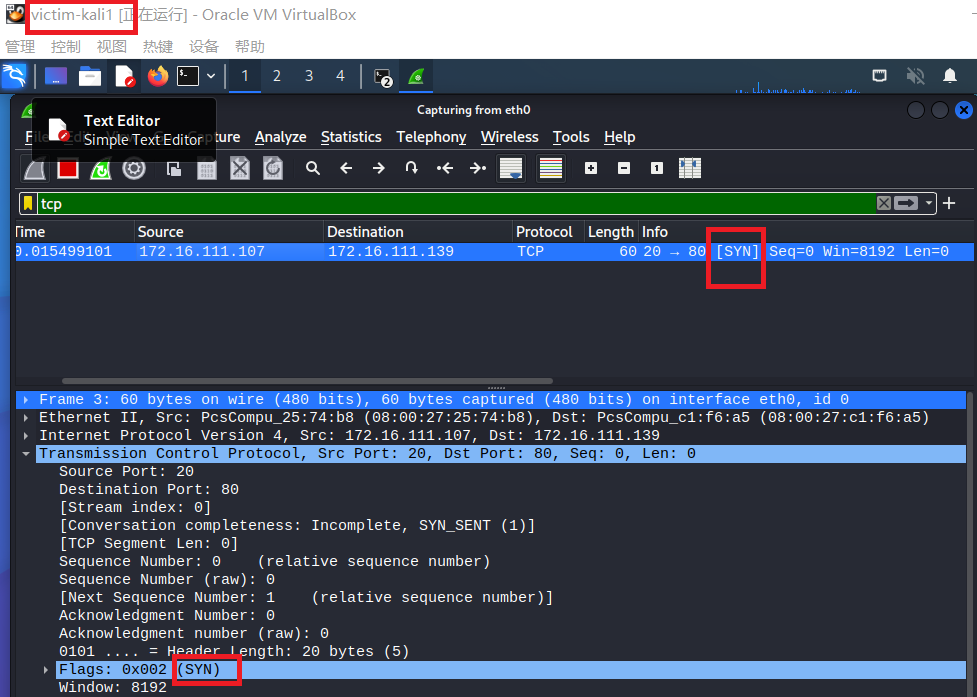 victim-kali1 [正在运行] - Oracle VM VirtualBox
管理 控制 视图 热键 设备 帮助
1 2 3 4 2
Capturing from eth0
Text Editor
Simple Text Editor
Capture Analyze Statistics Telephony Wireless Tools Help
tcp
Time Source Destination Protocol Length Info
0.015499101 172.16.111.107 172.16.111.139 TCP 60 20 → 80 [SYN] Seq=0 Win=8192 Len=0
Frame 3: 60 bytes on wire (480 bits), 60 bytes captured (480 bits) on interface eth0, id 0
Ethernet II, Src: PcsCompu_25:74:b8 (08:00:27:25:74:b8), Dst: PcsCompu_c1:f6:a5 (08:00:27:c1:f6:a5)
Internet Protocol Version 4, Src: 172.16.111.107, Dst: 172.16.111.139
Transmission Control Protocol, Src Port: 20, Dst Port: 80, Seq: 0, Len: 0
Source Port: 20
Destination Port: 80
[Stream index: 0]
[Conversation completeness: Incomplete, SYN_SENT (1)]
[TCP Segment Len: 0]
Sequence Number: 0 (relative sequence number)
Sequence Number (raw): 0
[Next Sequence Number: 1 (relative sequence number)]
Acknowledgment Number: 0
Acknowledgment number (raw): 0
0101 .... = Header Length: 20 bytes (5)
Flags: 0x002 (SYN)
Window: 8192